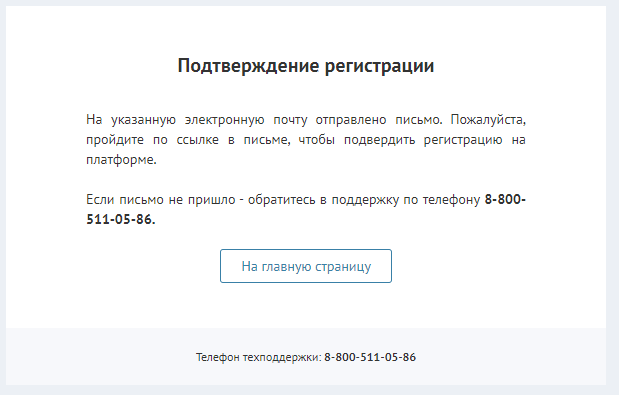 Подтверждение регистрации
На указанную электронную почту отправлено письмо. Пожалуйста,
пройдите по ссылке в письме, чтобы подвердить регистрацию на
платформе.
Если письмо не пришло - обратитесь в поддержку по телефону 8-800-
511-05-86.
На главную страницу
Телефон техподдержки: 8-800-511-05-86